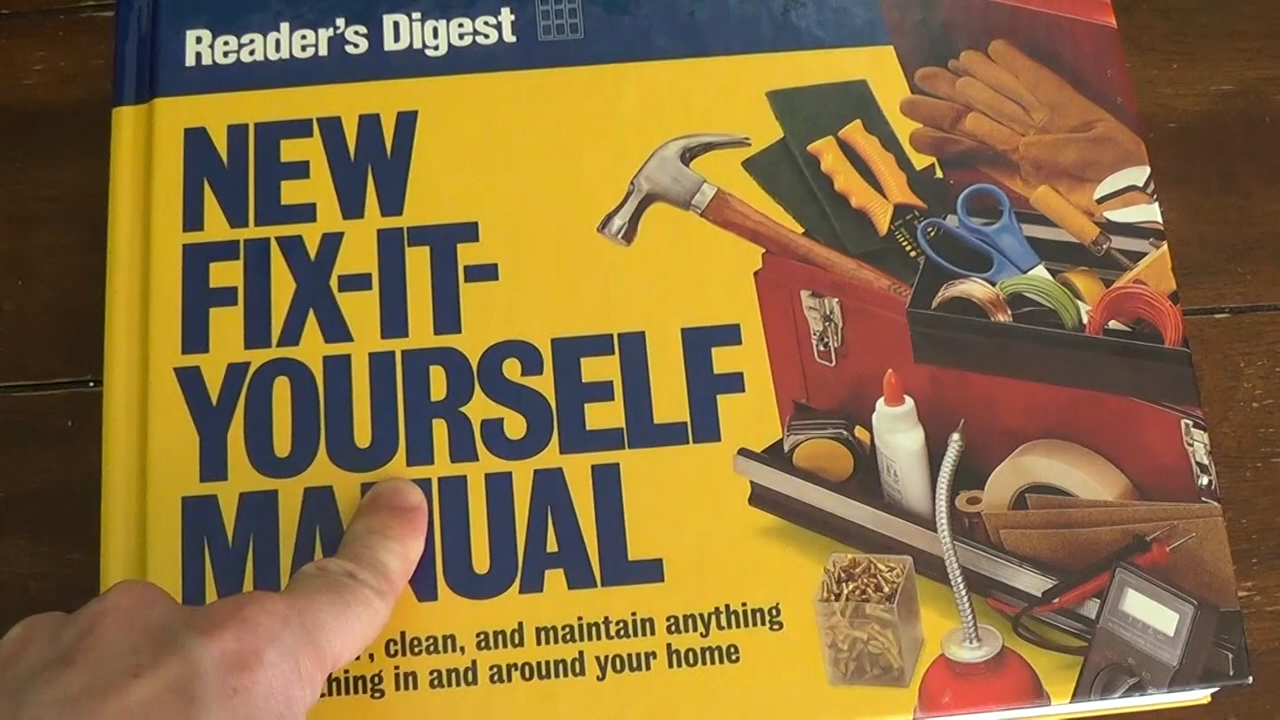 Reader's Digest
NEW
FIX-IT-
YOURSELF
MANUAL
clean, and maintain anything
in and around your home